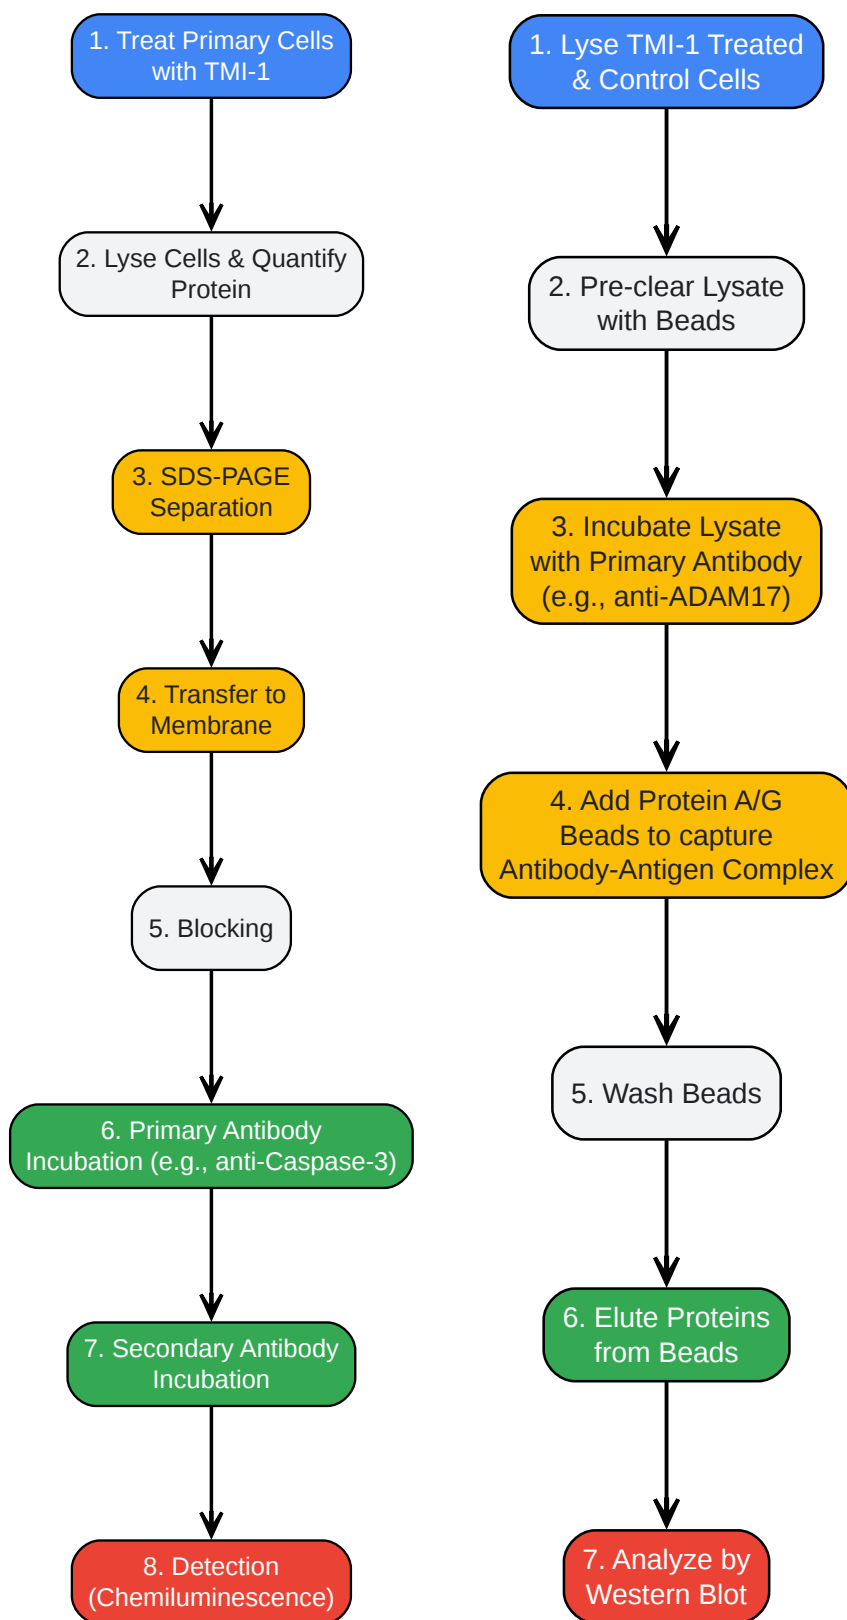 1. Treat Primary Cells
with TMI-1
2. Lyse Cells & Quantify
Protein
3. SDS-PAGE
Separation
4. Transfer to
Membrane
5. Blocking
6. Primary Antibody
Incubation (e.g., anti-Caspase-3)
7. Secondary Antibody
Incubation
8. Detection
(Chemiluminescence)
1. Lyse TMI-1 Treated
& Control Cells
2. Pre-clear Lysate
with Beads
3. Incubate Lysate
with Primary Antibody
(e.g., anti-ADAM17)
4. Add Protein A/G
Beads to capture
Antibody-Antigen Complex
5. Wash Beads
6. Elute Proteins
from Beads
7. Analyze by
Western Blot